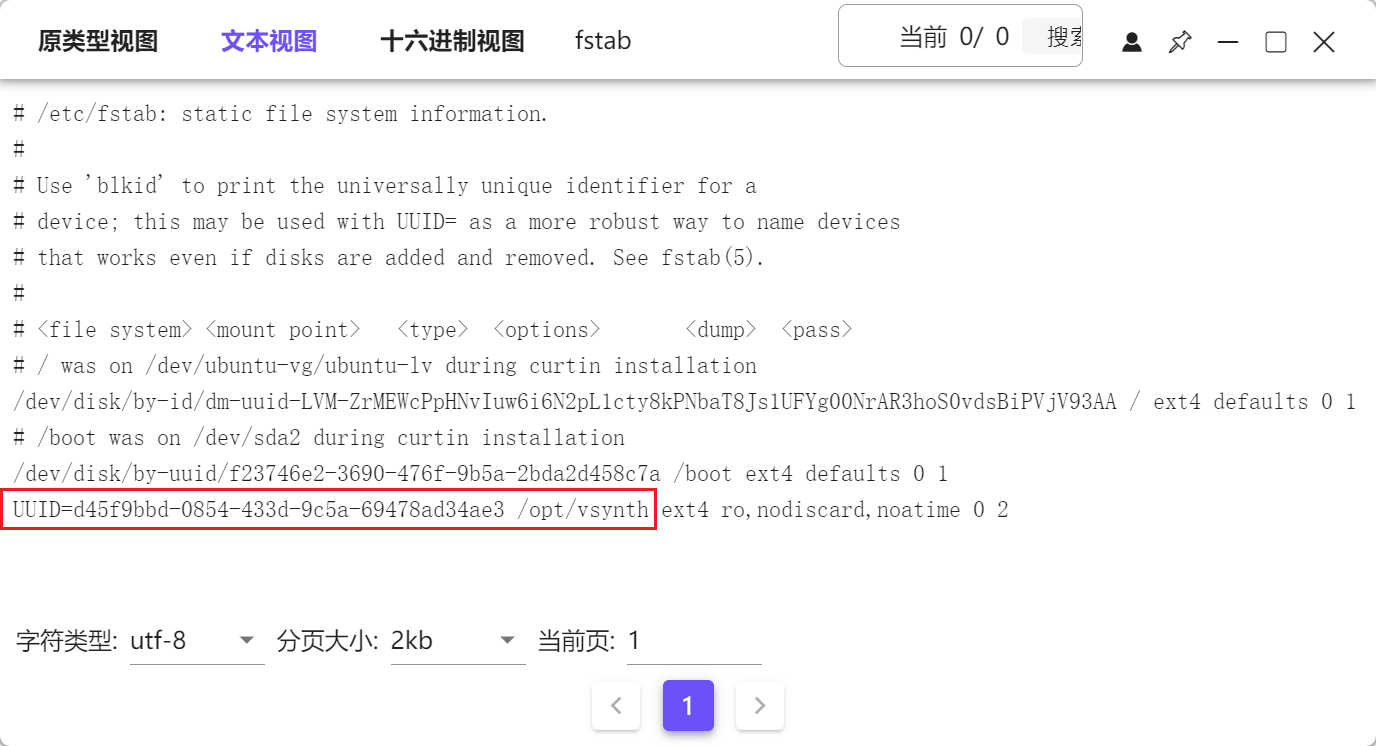 原类型视图 文本视图 十六进制视图 fstab 当前 0/ 0 搜索
# /etc/fstab: static file system information.
#
# Use 'blkid' to print the universally unique identifier for a
# device; this may be used with UUID= as a more robust way to name devices
# that works even if disks are added and removed. See fstab(5).
#
# <file system> <mount point>   <type>  <options>       <dump>  <pass>
# / was on /dev/ubuntu-vg/ubuntu-lv during curtin installation
/dev/disk/by-id/dm-uuid-LVM-ZrMEWcPpHNvIuw6i6N2pL1cty8kPNbaT8Js1UFYg00NrAR3hoS0vdsBiPVjV93AA / ext4 defaults 0 1
# /boot was on /dev/sda2 during curtin installation
/dev/disk/by-uuid/f23746e2-3690-476f-9b5a-2bda2d458c7a /boot ext4 defaults 0 1
UUID=d45f9bbd-0854-433d-9c5a-69478ad34ae3 /opt/vsynth ext4 ro,nodiscard,noatime 0 2
字符类型: utf-8 分页大小: 2kb 当前页: 1
1